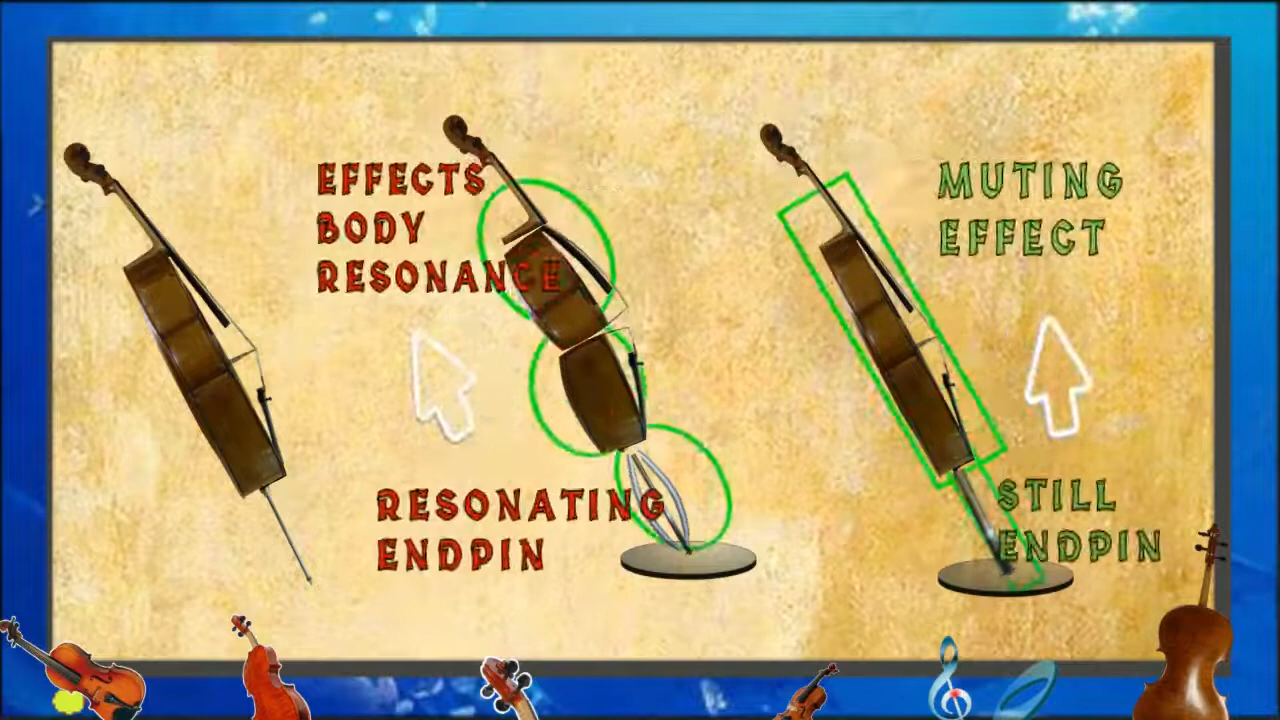 EFFECTS
BODY
RESONANCE
RESONATING
ENDPIN
MUTING
EFFECT
STILL
ENDPIN